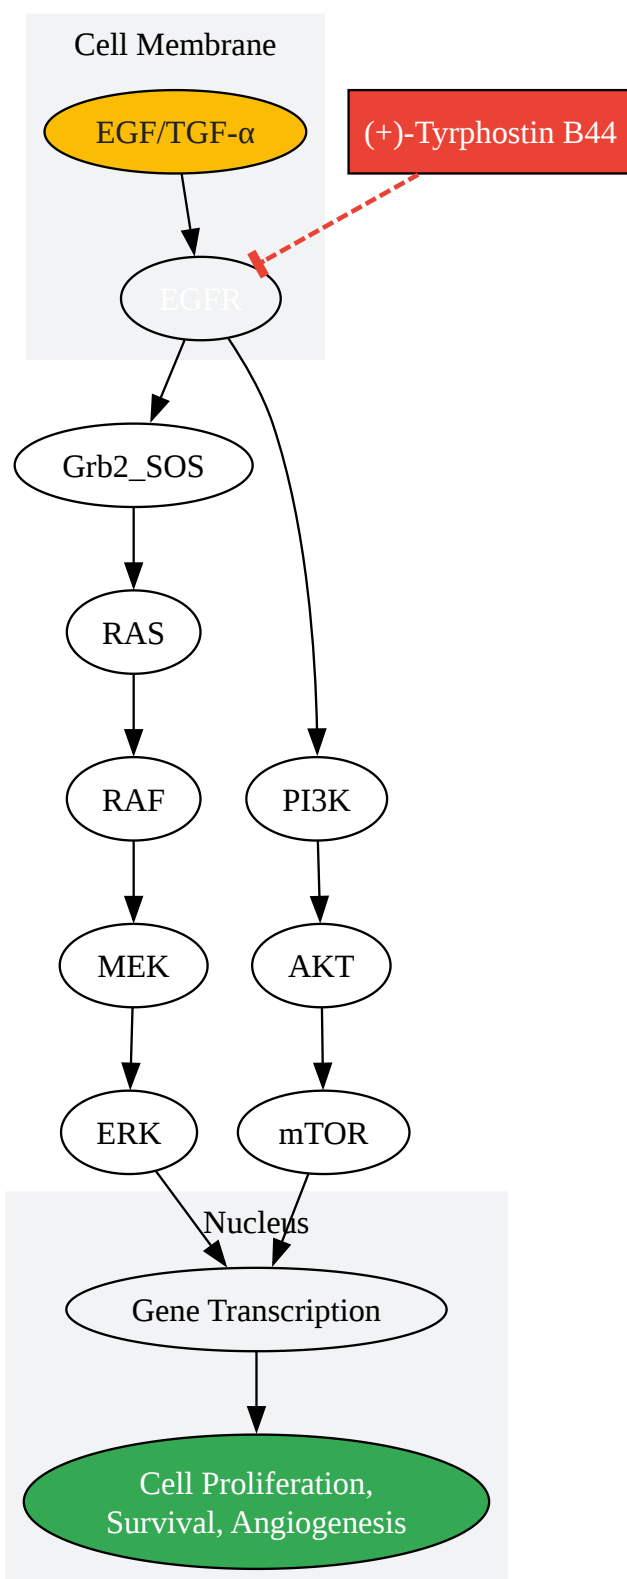 Cell Membrane
EGF/TGF-α
(+)-Tyrphostin B44
EGFR
Grb2_SOS
RAS
RAF
PI3K
MEK
AKT
ERK
mTOR
Nucleus
Gene Transcription
Cell Proliferation,
Survival, Angiogenesis